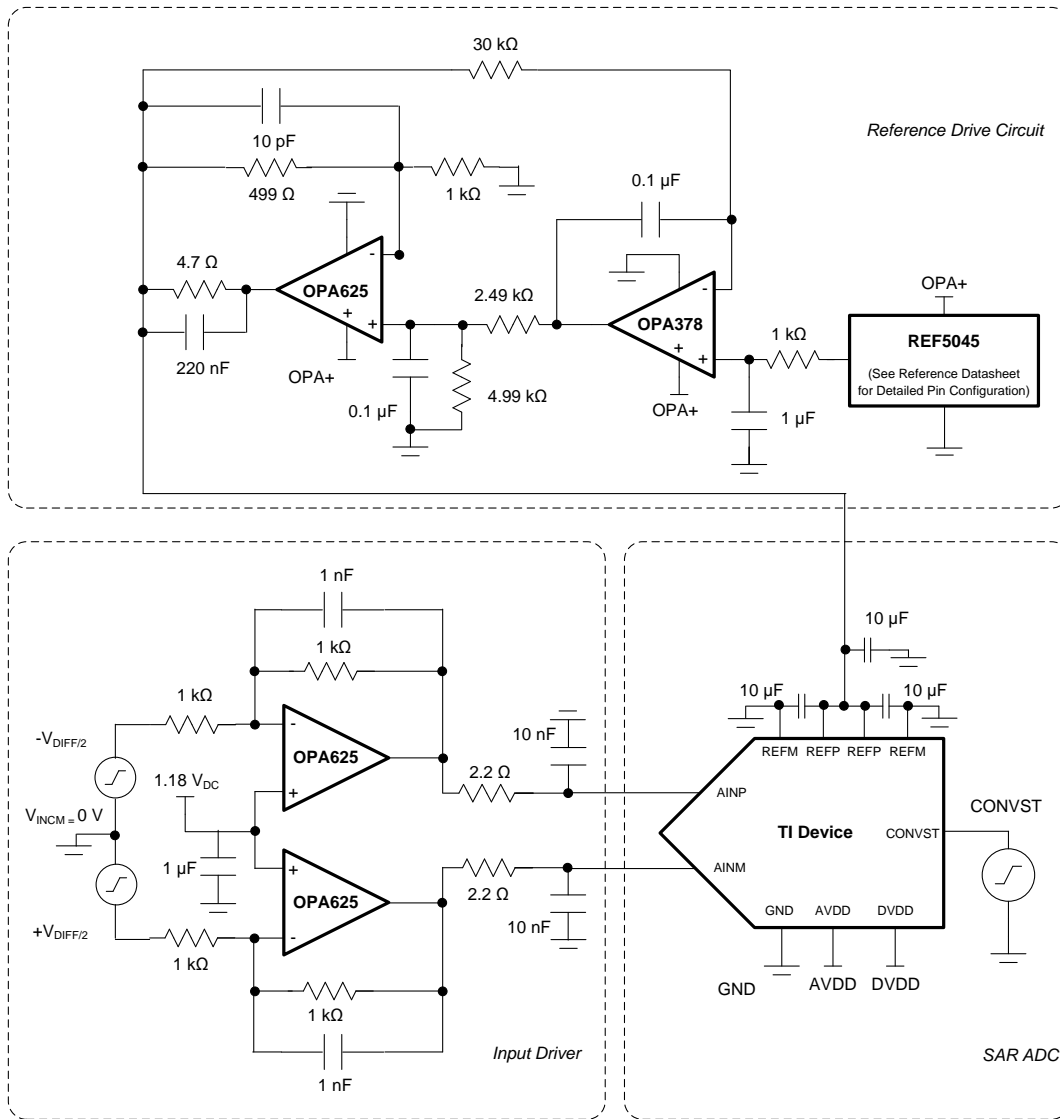 30 kΩ
Reference Drive Circuit
10 pF
499 Ω
1 kΩ
0.1 µF
4.7 Ω
220 nF
-
OPA625
+
+
OPA+
2.49 kΩ
0.1 µF
4.99 kΩ
-
OPA378
+
+
OPA+
1 kΩ
1 µF
OPA+
REF5045
(See Reference Datasheet
for Detailed Pin Configuration)
1 nF
1 kΩ
1 kΩ
-VDIFF/2
-
OPA625
+
1.18 VDC
VINCM = 0 V
1 µF
+
OPA625
-
+VDIFF/2
1 kΩ
1 kΩ
1 nF
10 nF
2.2 Ω
2.2 Ω
10 nF
Input Driver
10 µF
10 µF
10 µF
REFM
REFP
REFP
REFM
AINP
TI Device
CONVST
CONVST
AINM
GND
AVDD
DVDD
GND
AVDD
DVDD
SAR ADC